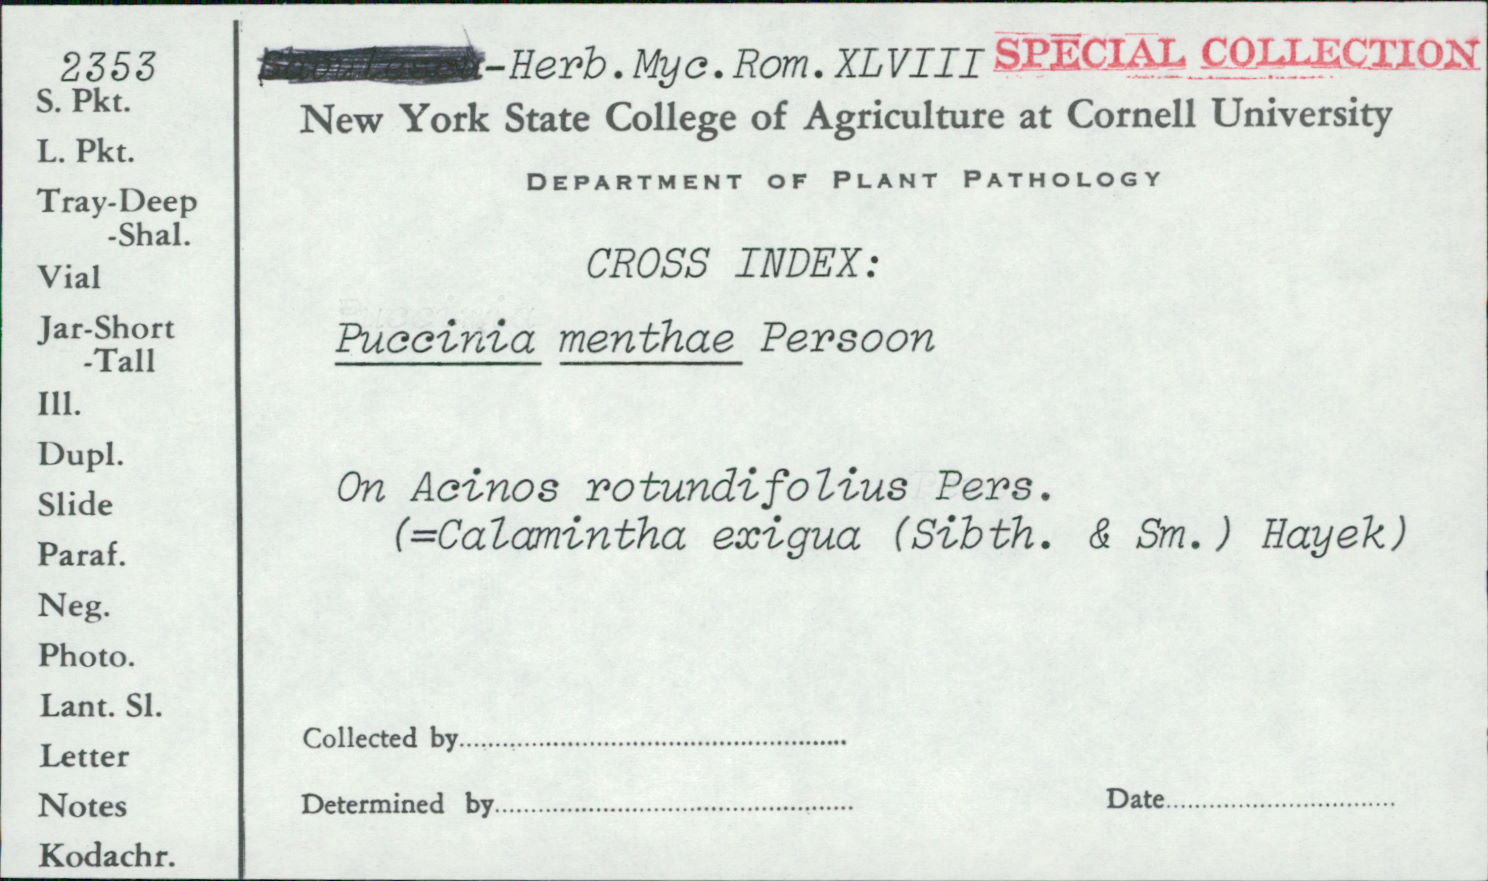 2353
-Herb.Myc.Rom.XLVIII SPECIAL COLLECTION
New York State College of Agriculture at Cornell University
DEPARTMENT OF PLANT PATHOLOGY
CROSS INDEX:
Puccinia menthae Persoon
On Acinos rotundifolius Pers.
(=Calamintha exigua (Sibth. & Sm.) Hayek)
Collected by
Determined by
Date
S. Pkt.
L. Pkt.
Tray-Deep
-Shal.
Vial
Jar-Short
-Tall
Ill.
Dupl.
Slide
Paraf.
Neg.
Photo.
Lant. Sl.
Letter
Notes
Kodachr.